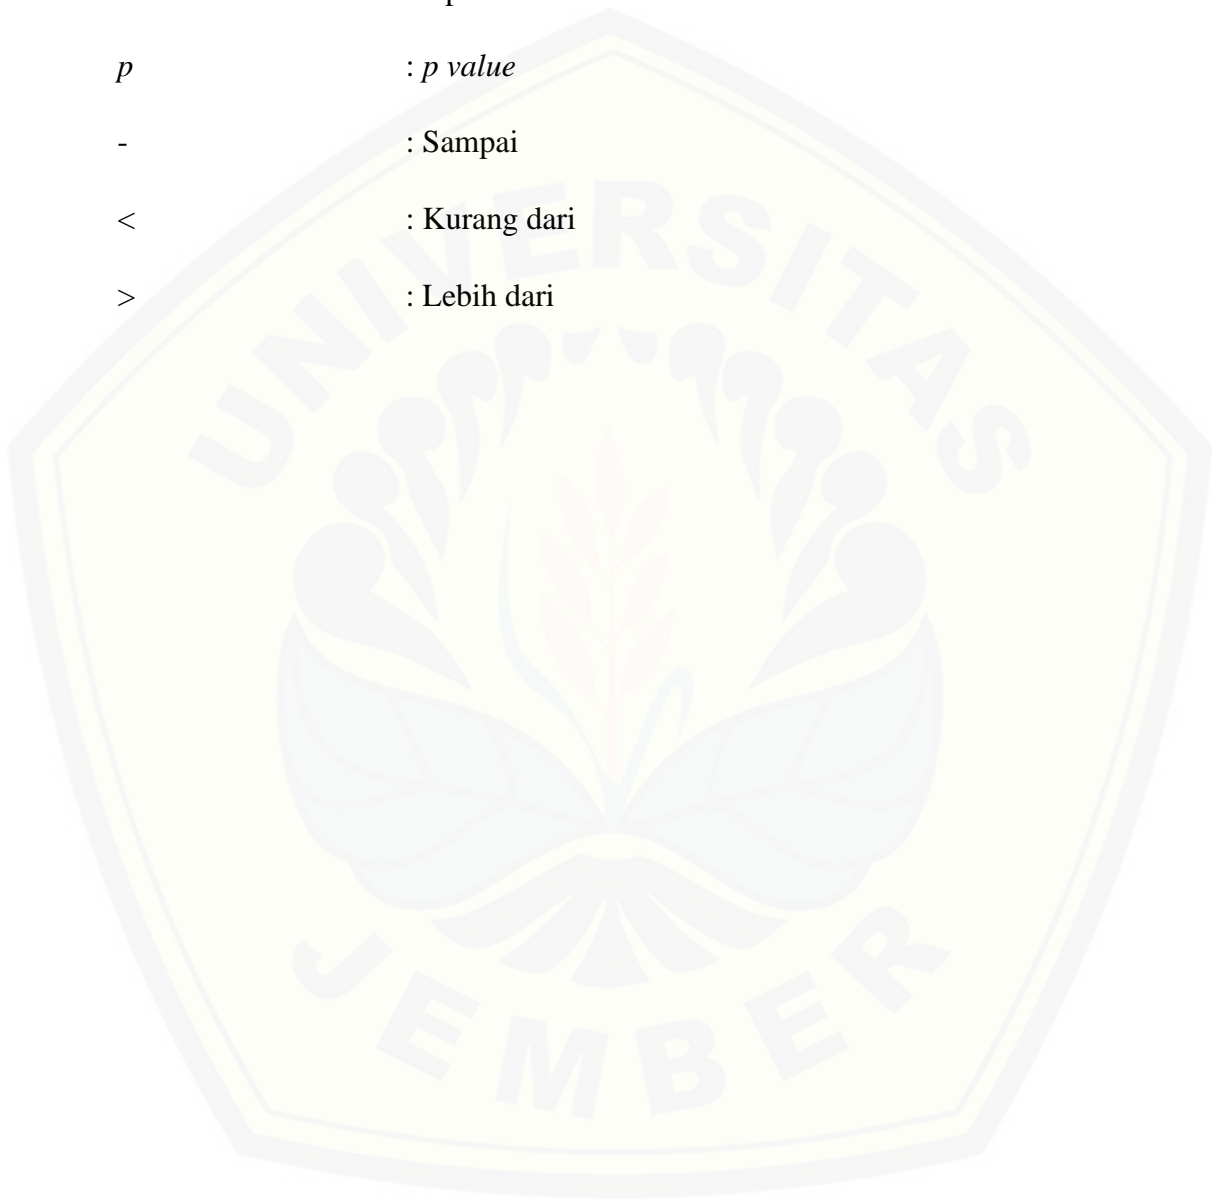 p : p value
- : Sampai
< : Kurang dari
> : Lebih dari
UNIVERSITAS
JEMBER